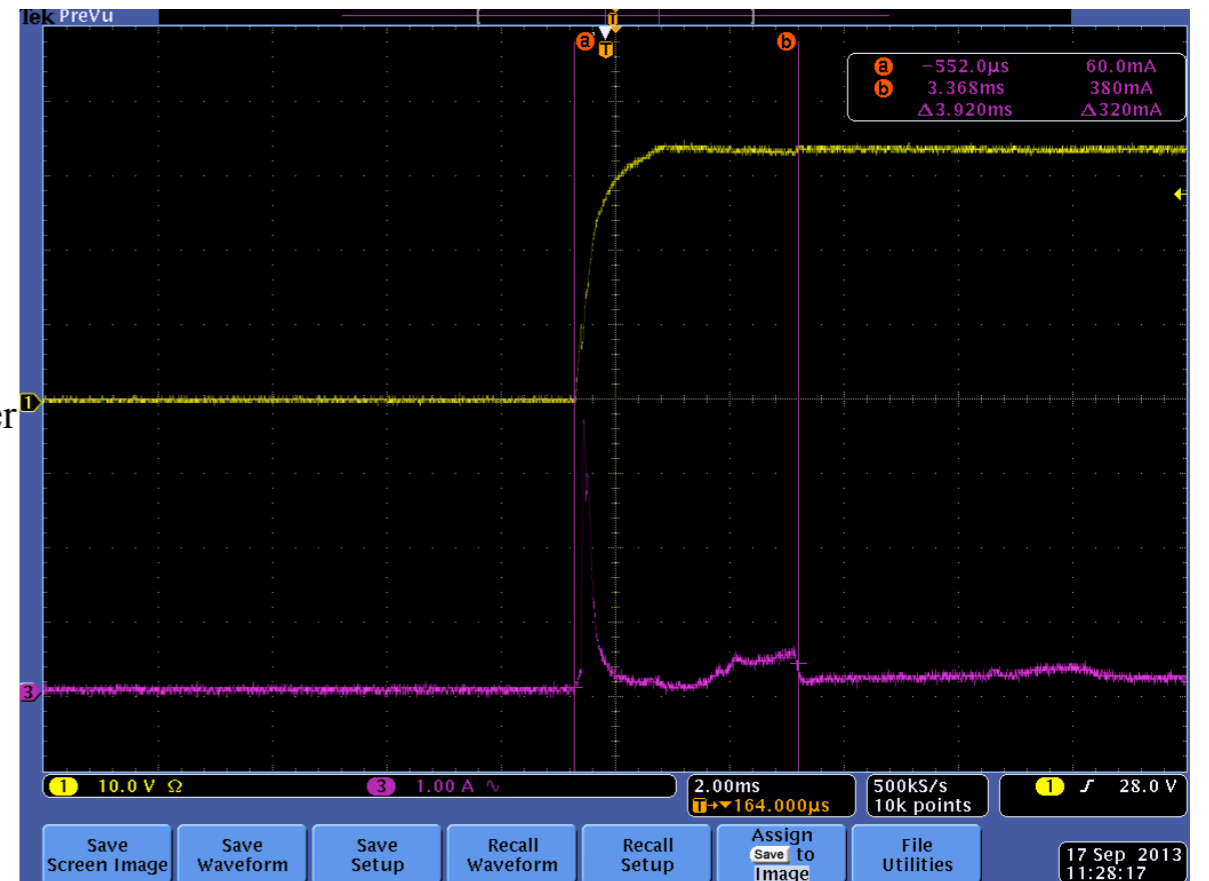 Tek PreVu
T
a
T
b
a −552.0µs 60.0mA
b 3.368ms 380mA
Δ3.920ms Δ320mA
1
er
3
1 10.0 V Ω 3 1.00 A ∿ 2.00ms 500kS/s 1 ∫ 28.0 V
T→▼164.000µs 10k points
Save Screen Image
Save Waveform
Save Setup
Recall Waveform
Recall Setup
Assign Save to Image
File Utilities
17 Sep 2013
11:28:17